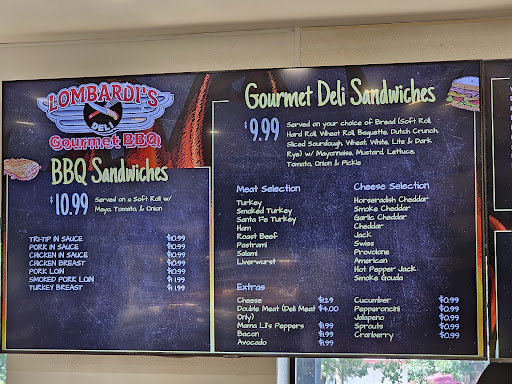 LOMBARDI'S
DELI
Gourmet BBQ
BBQ Sandwiches
$10.99 Served on a Soft Roll w/
Mayo, Tomato, & Onion
TRI-TIP IN SAUCE $10.99
PORK IN SAUCE $10.99
CHICKEN IN SAUCE $10.99
CHICKEN BREAST $10.99
PORK LOIN $10.99
SMOKED PORK LOIN $11.99
TURKEY BREAST $11.99
Gourmet Deli Sandwiches
$9.99 Served on your choice of Bread (Soft Roll,
Hard Roll, Wheat Roll, Baguette, Dutch Crunch,
Sliced Sourdough, Wheat, White, Lite & Dark
Rye) w/ Mayonnaise, Mustard, Lettuce,
Tomato, Onion & Pickle
Meat Selection
Turkey
Smoked Turkey
Santa Fe Turkey
Ham
Roast Beef
Pastrami
Salami
Liverwurst
Cheese Selection
Horseradish Cheddar
Smoke Cheddar
Garlic Cheddar
Cheddar
Jack
Swiss
Provolone
American
Hot Pepper Jack
Smoke Gouda
Extras
Cheese $1.29
Double Meat (Deli Meat $4.00
Only)
Mama Lil's Peppers $1.99
Bacon $1.99
Avocado $1.99
Cucumber $0.99
Pepperoncini $0.99
Jalapeno $0.99
Sprouts $0.99
Cranberry $0.99